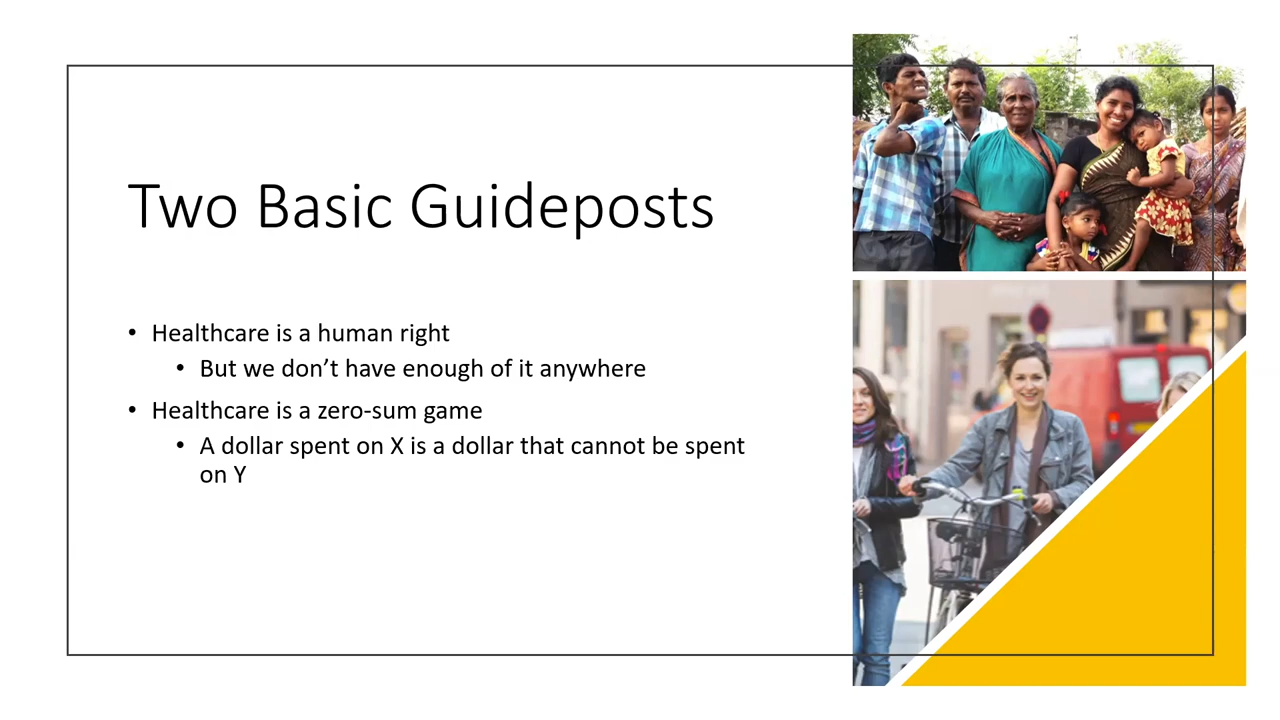 Two Basic Guideposts
• Healthcare is a human right
• But we don’t have enough of it anywhere
• Healthcare is a zero-sum game
• A dollar spent on X is a dollar that cannot be spent
on Y